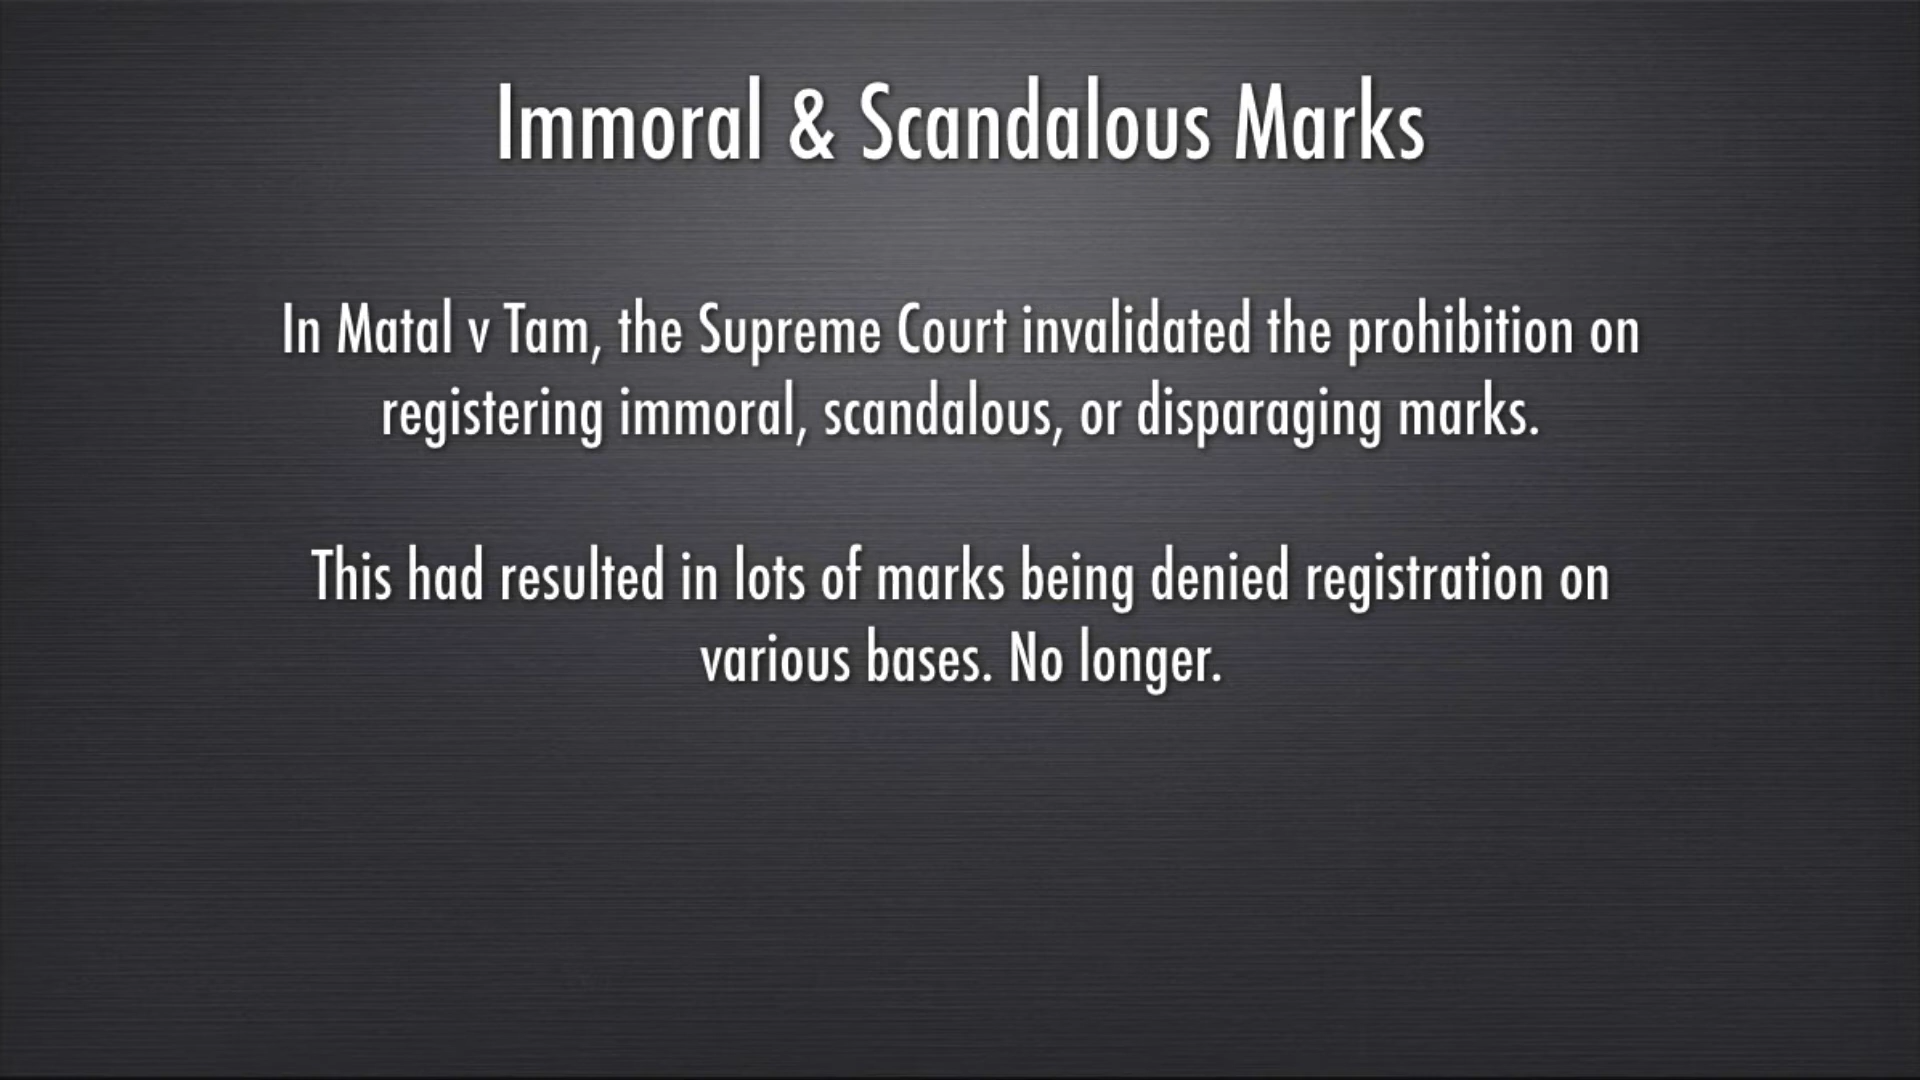 Immoral & Scandalous Marks
In Matal v Tam, the Supreme Court invalidated the prohibition on
registering immoral, scandalous, or disparaging marks.
This had resulted in lots of marks being denied registration on
various bases. No longer.